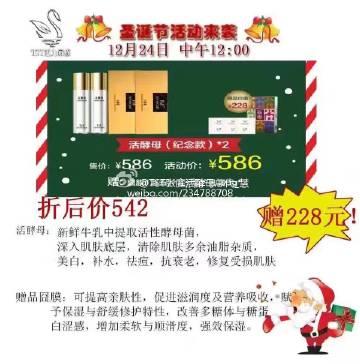 圣诞节活动来袭
12月24日 中午12:00
228
活酵母（纪念款）*2
售价：¥586 活动价：¥586
weibo.com/234788708
折后价542
赠228元！
活酵母：新鲜牛乳中提取活性酵母菌，
深入肌肤底层，清除肌肤多余油脂杂质，
美白，补水，祛痘，抗衰老，修复受损肌肤
赠品囧膜：可提高亲肤性，促进滋润度及营养吸收，赋
予保湿与舒缓修护特性，改善多糖体与糖蛋
白涩感，增加柔软与顺滑度，强效保湿。